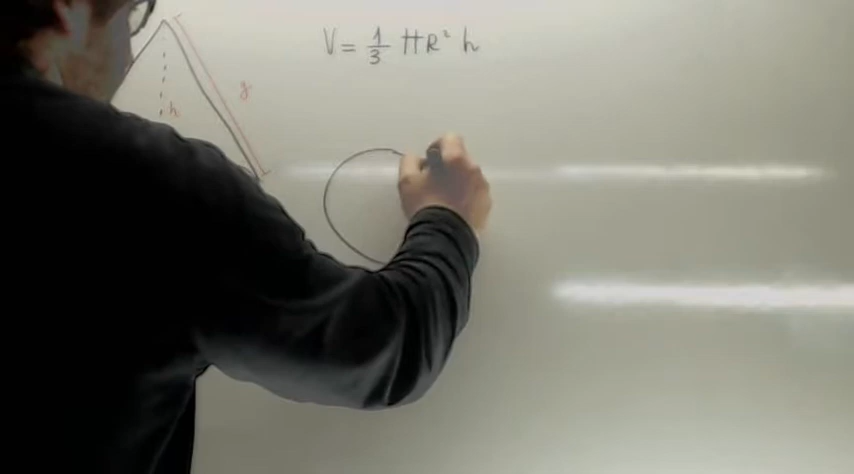 V = 1/3 πR² h
g
h